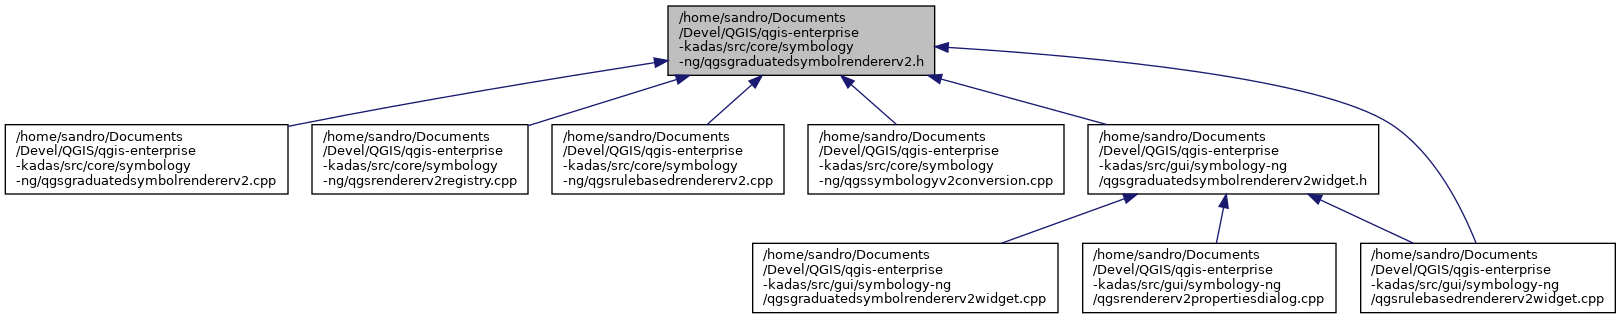 /home/sandro/Documents
/Devel/QGIS/qgis-enterprise
-kadas/src/core/symbology
-ng/qgsgraduatedsymbolrendererv2.h
/home/sandro/Documents
/Devel/QGIS/qgis-enterprise
-kadas/src/core/symbology
-ng/qgsgraduatedsymbolrendererv2.cpp
/home/sandro/Documents
/Devel/QGIS/qgis-enterprise
-kadas/src/core/symbology
-ng/qgsrendererv2registry.cpp
/home/sandro/Documents
/Devel/QGIS/qgis-enterprise
-kadas/src/core/symbology
-ng/qgsrulebasedrendererv2.cpp
/home/sandro/Documents
/Devel/QGIS/qgis-enterprise
-kadas/src/core/symbology
-ng/qgssymbologyv2conversion.cpp
/home/sandro/Documents
/Devel/QGIS/qgis-enterprise
-kadas/src/gui/symbology-ng
/qgsgraduatedsymbolrendererv2widget.h
/home/sandro/Documents
/Devel/QGIS/qgis-enterprise
-kadas/src/gui/symbology-ng
/qgsgraduatedsymbolrendererv2widget.cpp
/home/sandro/Documents
/Devel/QGIS/qgis-enterprise
-kadas/src/gui/symbology-ng
/qgsrendererv2propertiesdialog.cpp
/home/sandro/Documents
/Devel/QGIS/qgis-enterprise
-kadas/src/gui/symbology-ng
/qgsrulebasedrendererv2widget.cpp